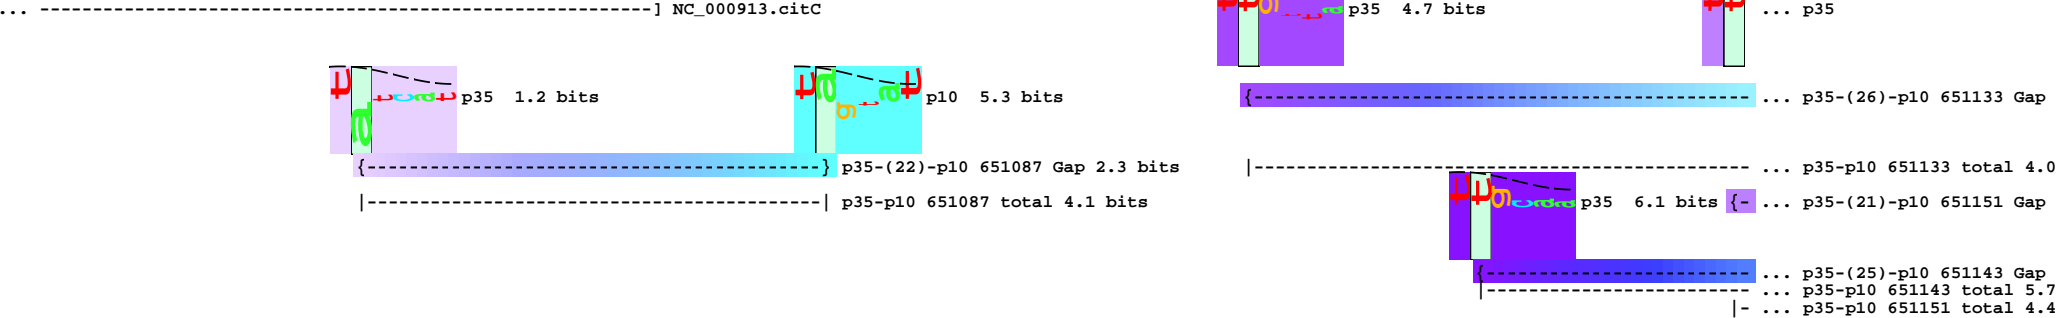 ... -----------------------------------------------------------] NC_000913.citC
p35 4.7 bits
... p35
p35 1.2 bits
p10 5.3 bits
{----------------------------------------------- ... p35-(26)-p10 651133 Gap
{-------------------------------------------} p35-(22)-p10 651087 Gap 2.3 bits
|----------------------------------------------- ... p35-p10 651133 total 4.0
|-------------------------------------------| p35-p10 651087 total 4.1 bits
p35 6.1 bits
{- ... p35-(21)-p10 651151 Gap
{------------------------- ... p35-(25)-p10 651143 Gap
|------------------------- ... p35-p10 651143 total 5.7
|- ... p35-p10 651151 total 4.4